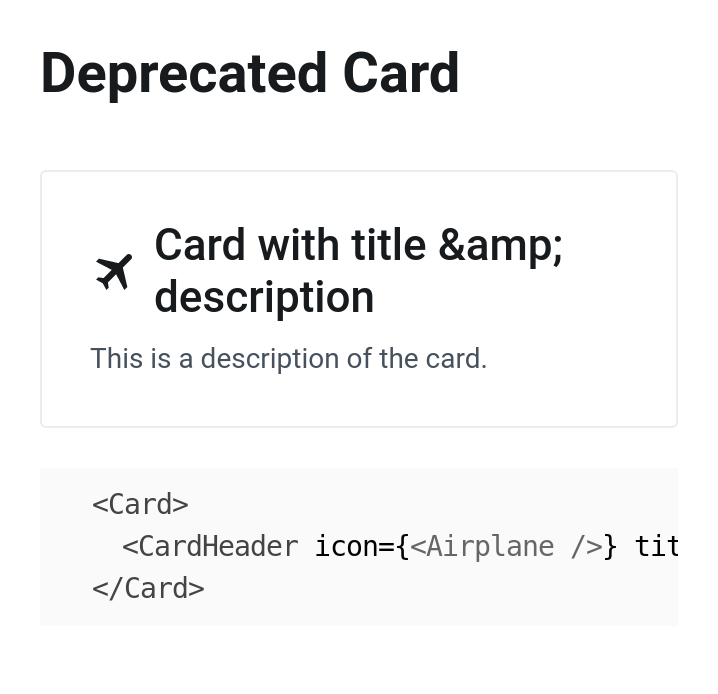 Deprecated Card
Card with title &amp;
description
This is a description of the card.
<Card>
<CardHeader icon={<Airplane />} tit
</Card>